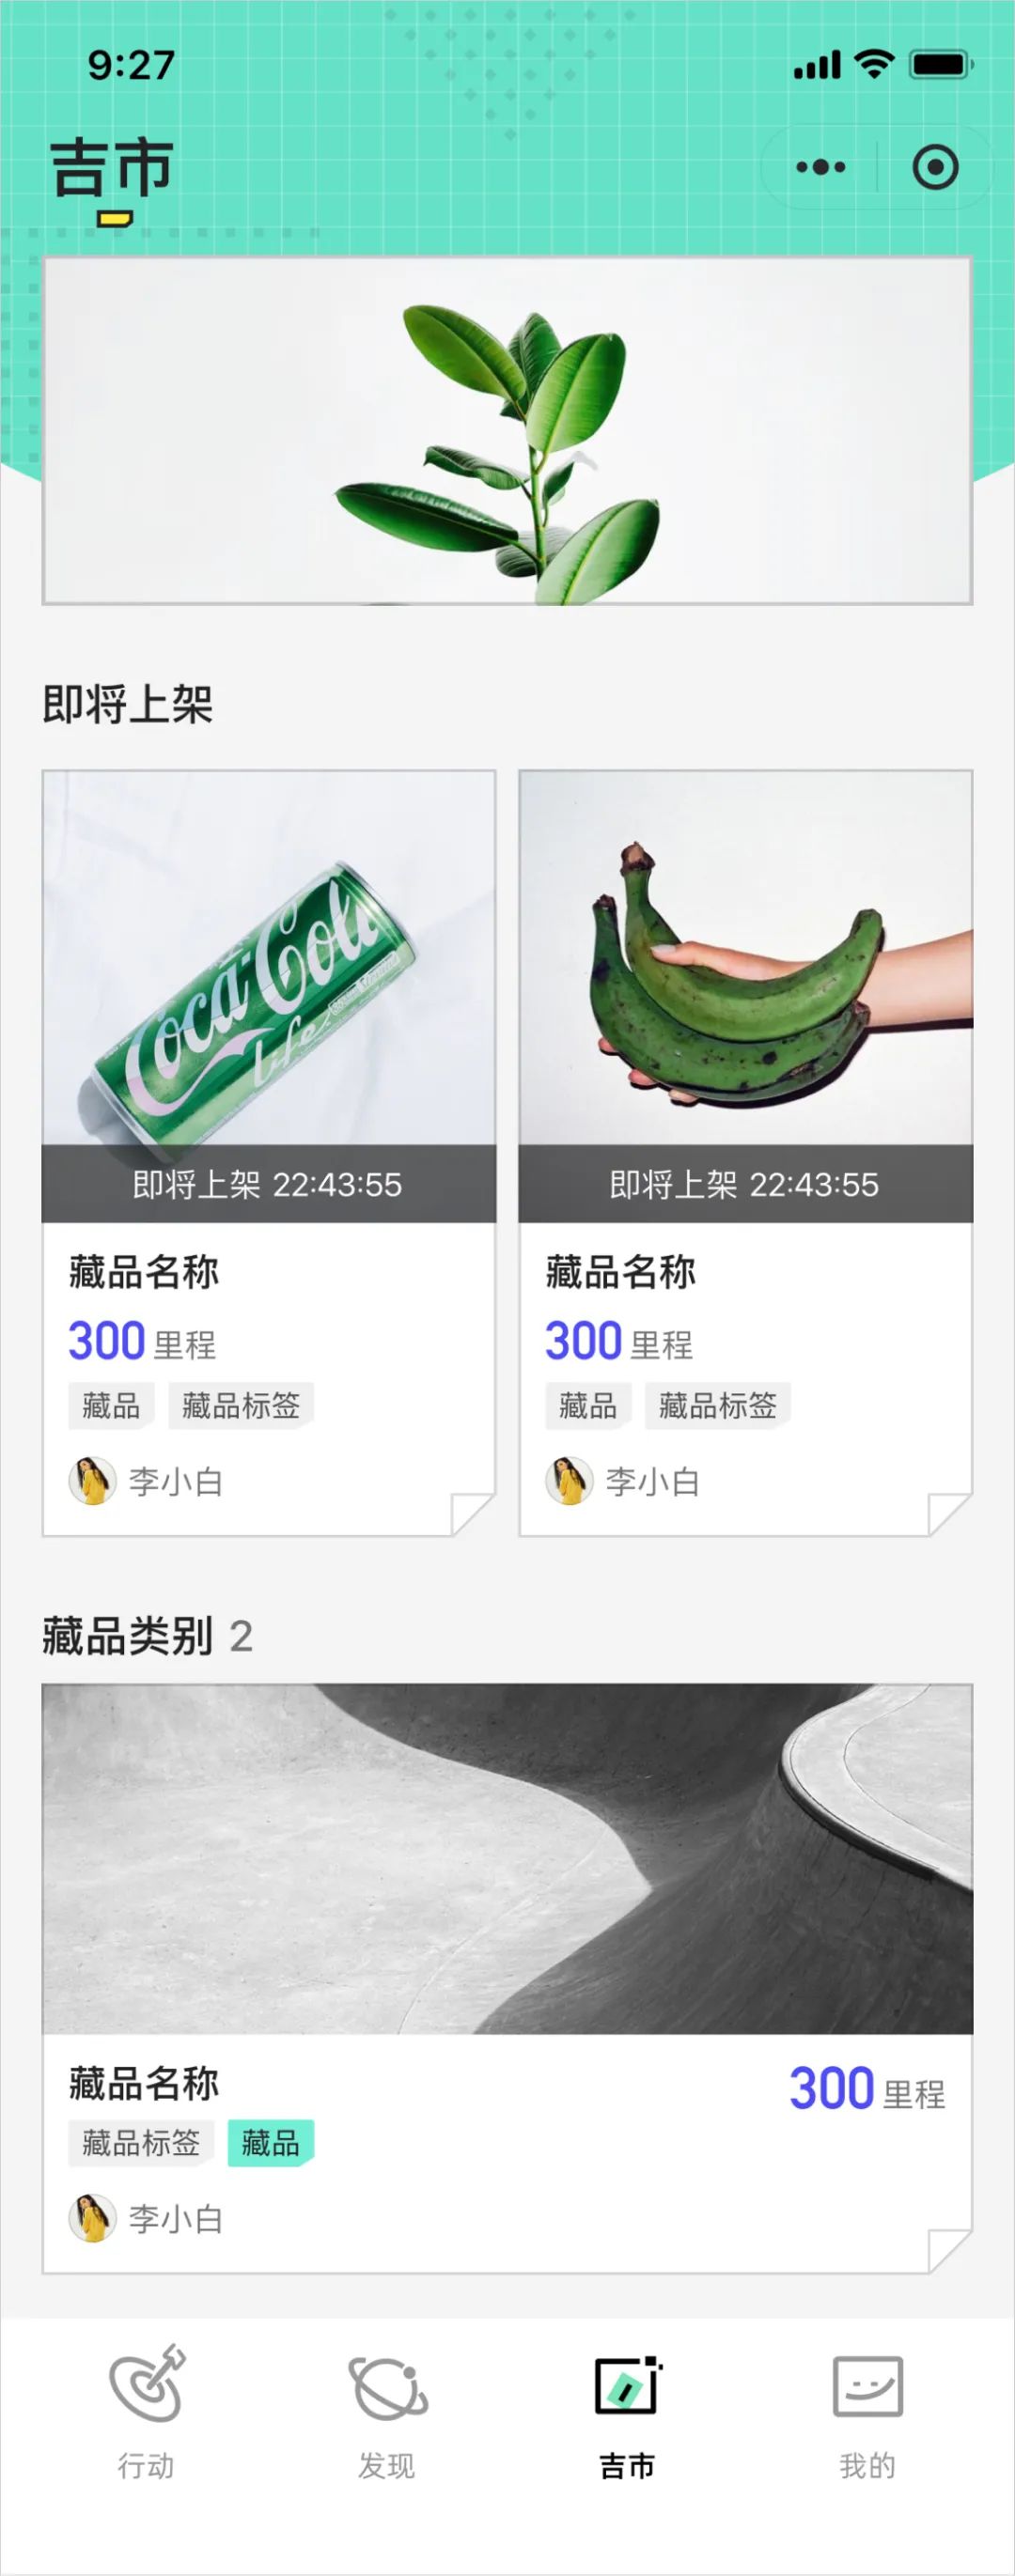 9:27
吉市
即将上架
Coca-Cola
life
即将上架 22:43:55
即将上架 22:43:55
藏品名称
300 里程
藏品 藏品标签
李小白
藏品名称
300 里程
藏品 藏品标签
李小白
藏品类别 2
藏品名称
300 里程
藏品标签 藏品
李小白
行动 发现 吉市 我的